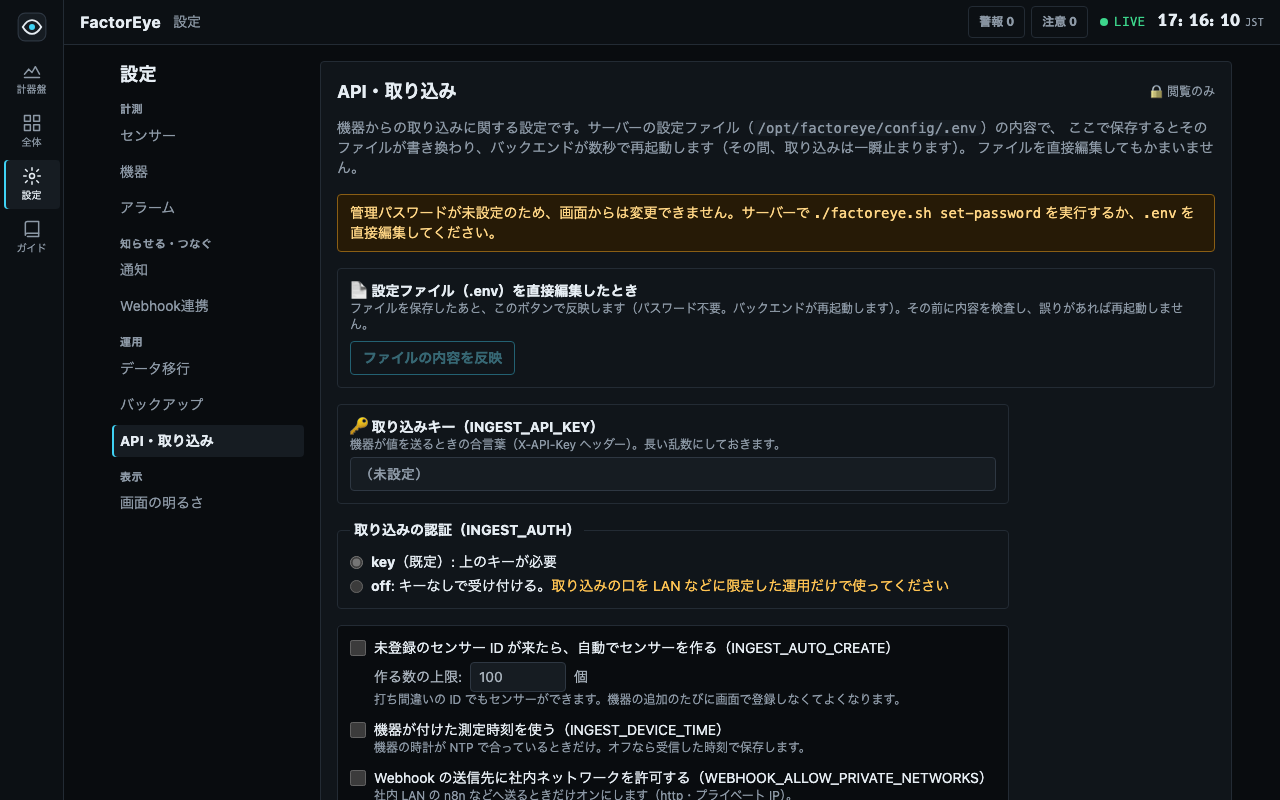 FactorEye 設定
警報 0
注意 0
LIVE 17:16:10 JST
計器盤
全体
設定
ガイド
設定
計測
センサー
機器
アラーム
知らせる・つなぐ
通知
Webhook連携
運用
データ移行
バックアップ
API・取り込み
表示
画面の明るさ
API・取り込み
🔒 閲覧のみ
機器からの取り込みに関する設定です。サーバーの設定ファイル（ /opt/factoreye/config/.env ）の内容で、 ここで保存するとその
ファイルが書き換わり、バックエンドが数秒で再起動します（その間、取り込みは一瞬止まります）。 ファイルを直接編集してもかまいませ
ん。
管理パスワードが未設定のため、画面からは変更できません。サーバーで ./factoreye.sh set-password を実行するか、.env を
直接編集してください。
📄 設定ファイル（.env）を直接編集したとき
ファイルを保存したあと、このボタンで反映します（パスワード不要。バックエンドが再起動します）。その前に内容を検査し、誤りがあれば再起動しませ
ん。
ファイルの内容を反映
🔑 取り込みキー（INGEST_API_KEY）
機器が値を送るときの合言葉（X-API-Key ヘッダー）。長い乱数にしておきます。
（未設定）
取り込みの認証（INGEST_AUTH）
key（既定）: 上のキーが必要
off: キーなしで受け付ける。取り込みの口を LAN などに限定した運用だけで使ってください
未登録のセンサー ID が来たら、自動でセンサーを作る（INGEST_AUTO_CREATE）
作る数の上限: 100 個
打ち間違いの ID でもセンサーができます。機器の追加のたびに画面で登録しなくてよくなります。
機器が付けた測定時刻を使う（INGEST_DEVICE_TIME）
機器の時計が NTP で合っているときだけ。オフなら受信した時刻で保存します。
Webhook の送信先に社内ネットワークを許可する（WEBHOOK_ALLOW_PRIVATE_NETWORKS）
社内 LAN の n8n などへ送るときだけオンにします（http・プライベート IP）。